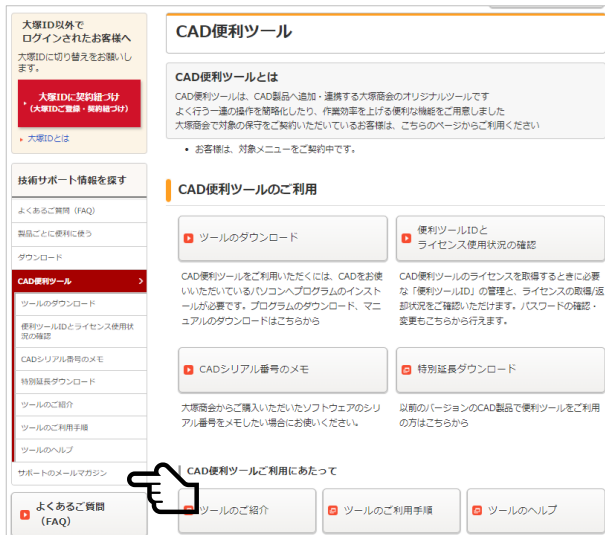 大塚ID以外で
ログインされたお客様へ
大塚IDに切り替えをお願いし
ます。
大塚IDに契約紐づけ
(大塚IDご登録・契約紐づけ)
大塚IDとは
技術サポート情報を探す
よくあるご質問（FAQ）
製品ごとに便利に使う
ダウンロード
CAD便利ツール
ツールのダウンロード
便利ツールIDとライセンス使用状
況の確認
CADシリアル番号のメモ
特別延長ダウンロード
ツールのご紹介
ツールのご利用手順
ツールのヘルプ
サポートのメールマガジン
よくあるご質問
（FAQ）
CAD便利ツール
CAD便利ツールとは
CAD便利ツールは、CAD製品へ追加・連携する大塚商会のオリジナルツールです
よく行う一連の操作を簡略化したり、作業効率を上げる便利な機能をご用意しました
大塚商会で対象の保守をご契約いただいているお客様は、こちらのページからご利用ください
• お客様は、対象メニューをご契約中です。
CAD便利ツールのご利用
ツールのダウンロード
CAD便利ツールをご利用いただくには、CADをお使
いいただいているパソコンへプログラムのインスト
ールが必要です。プログラムのダウンロード、マニ
ュアルのダウンロードはこちらから
便利ツールIDと
ライセンス使用状況の確認
CAD便利ツールのライセンスを取得するときに必要
な「便利ツールID」の管理と、ライセンスの取得/返
却状況をご確認いただけます。パスワードの確認・
変更もこちらから行えます。
CADシリアル番号のメモ
大塚商会からご購入いただいたソフトウェアのシリ
アル番号をメモしたい場合にお使いください。
特別延長ダウンロード
以前のバージョンのCAD製品で便利ツールをご利用
の方はこちらから
CAD便利ツールご利用にあたって
ツールのご紹介
ツールのご利用手順
ツールのヘルプ